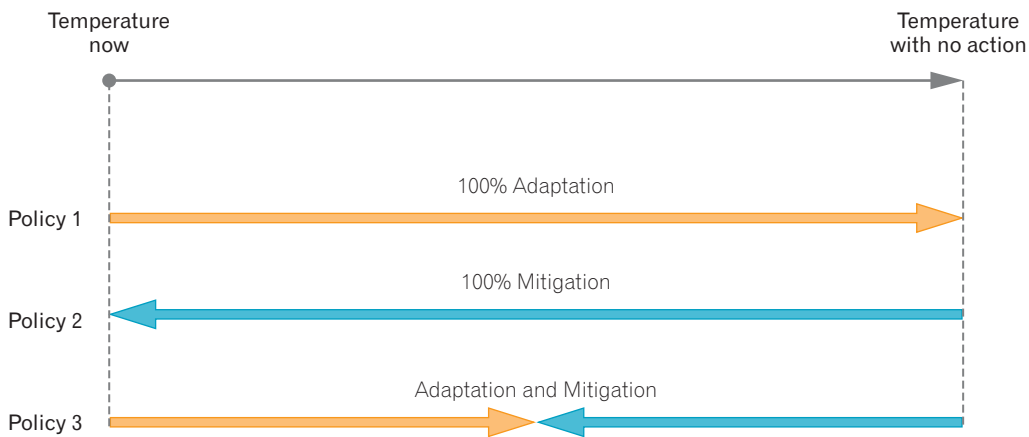 Temperature
now
Temperature
with no action
100% Adaptation
Policy 1
100% Mitigation
Policy 2
Adaptation and Mitigation
Policy 3